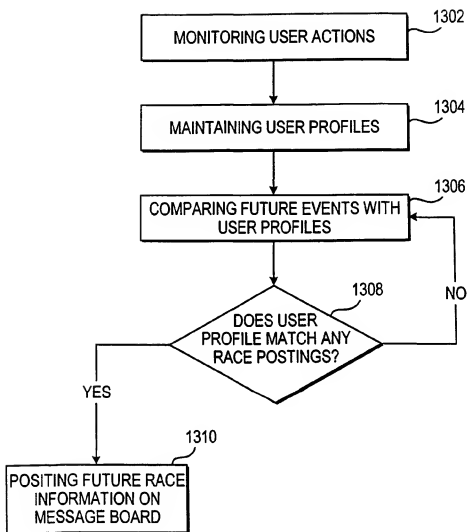 1302
MONITORING USER ACTIONS
1304
MAINTAINING USER PROFILES
1306
COMPARING FUTURE EVENTS WITH
USER PROFILES
1308
DOES USER
PROFILE MATCH ANY
RACE POSTINGS?
NO
YES
1310
POSITING FUTURE RACE
INFORMATION ON
MESSAGE BOARD